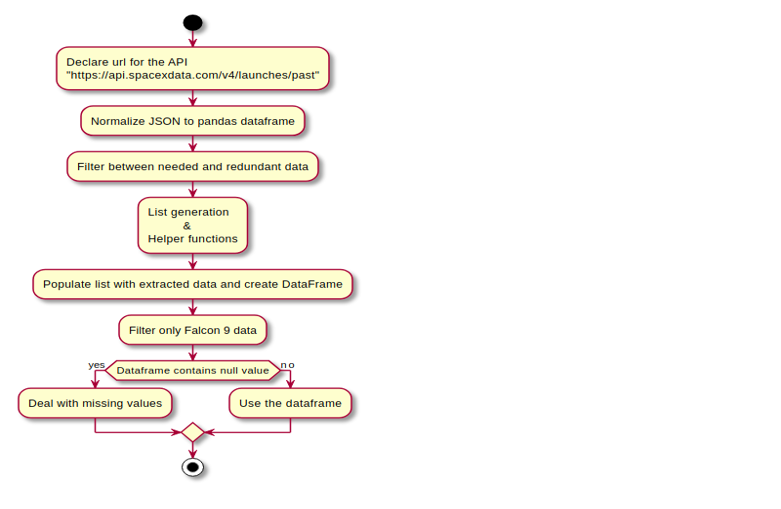 Declare url for the API
"https://api.spacexdata.com/v4/launches/past"
Normalize JSON to pandas dataframe
Filter between needed and redundant data
List generation
&
Helper functions
Populate list with extracted data and create DataFrame
Filter only Falcon 9 data
yes
Dataframe contains null value
no
Deal with missing values
Use the dataframe